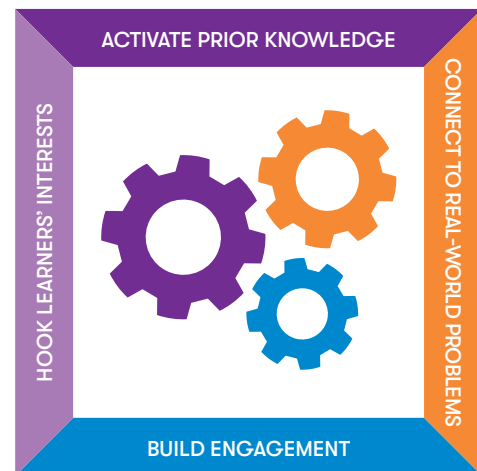 ACTIVATE PRIOR KNOWLEDGE
HOOK LEARNERS' INTERESTS
CONNECT TO REAL-WORLD PROBLEMS
BUILD ENGAGEMENT